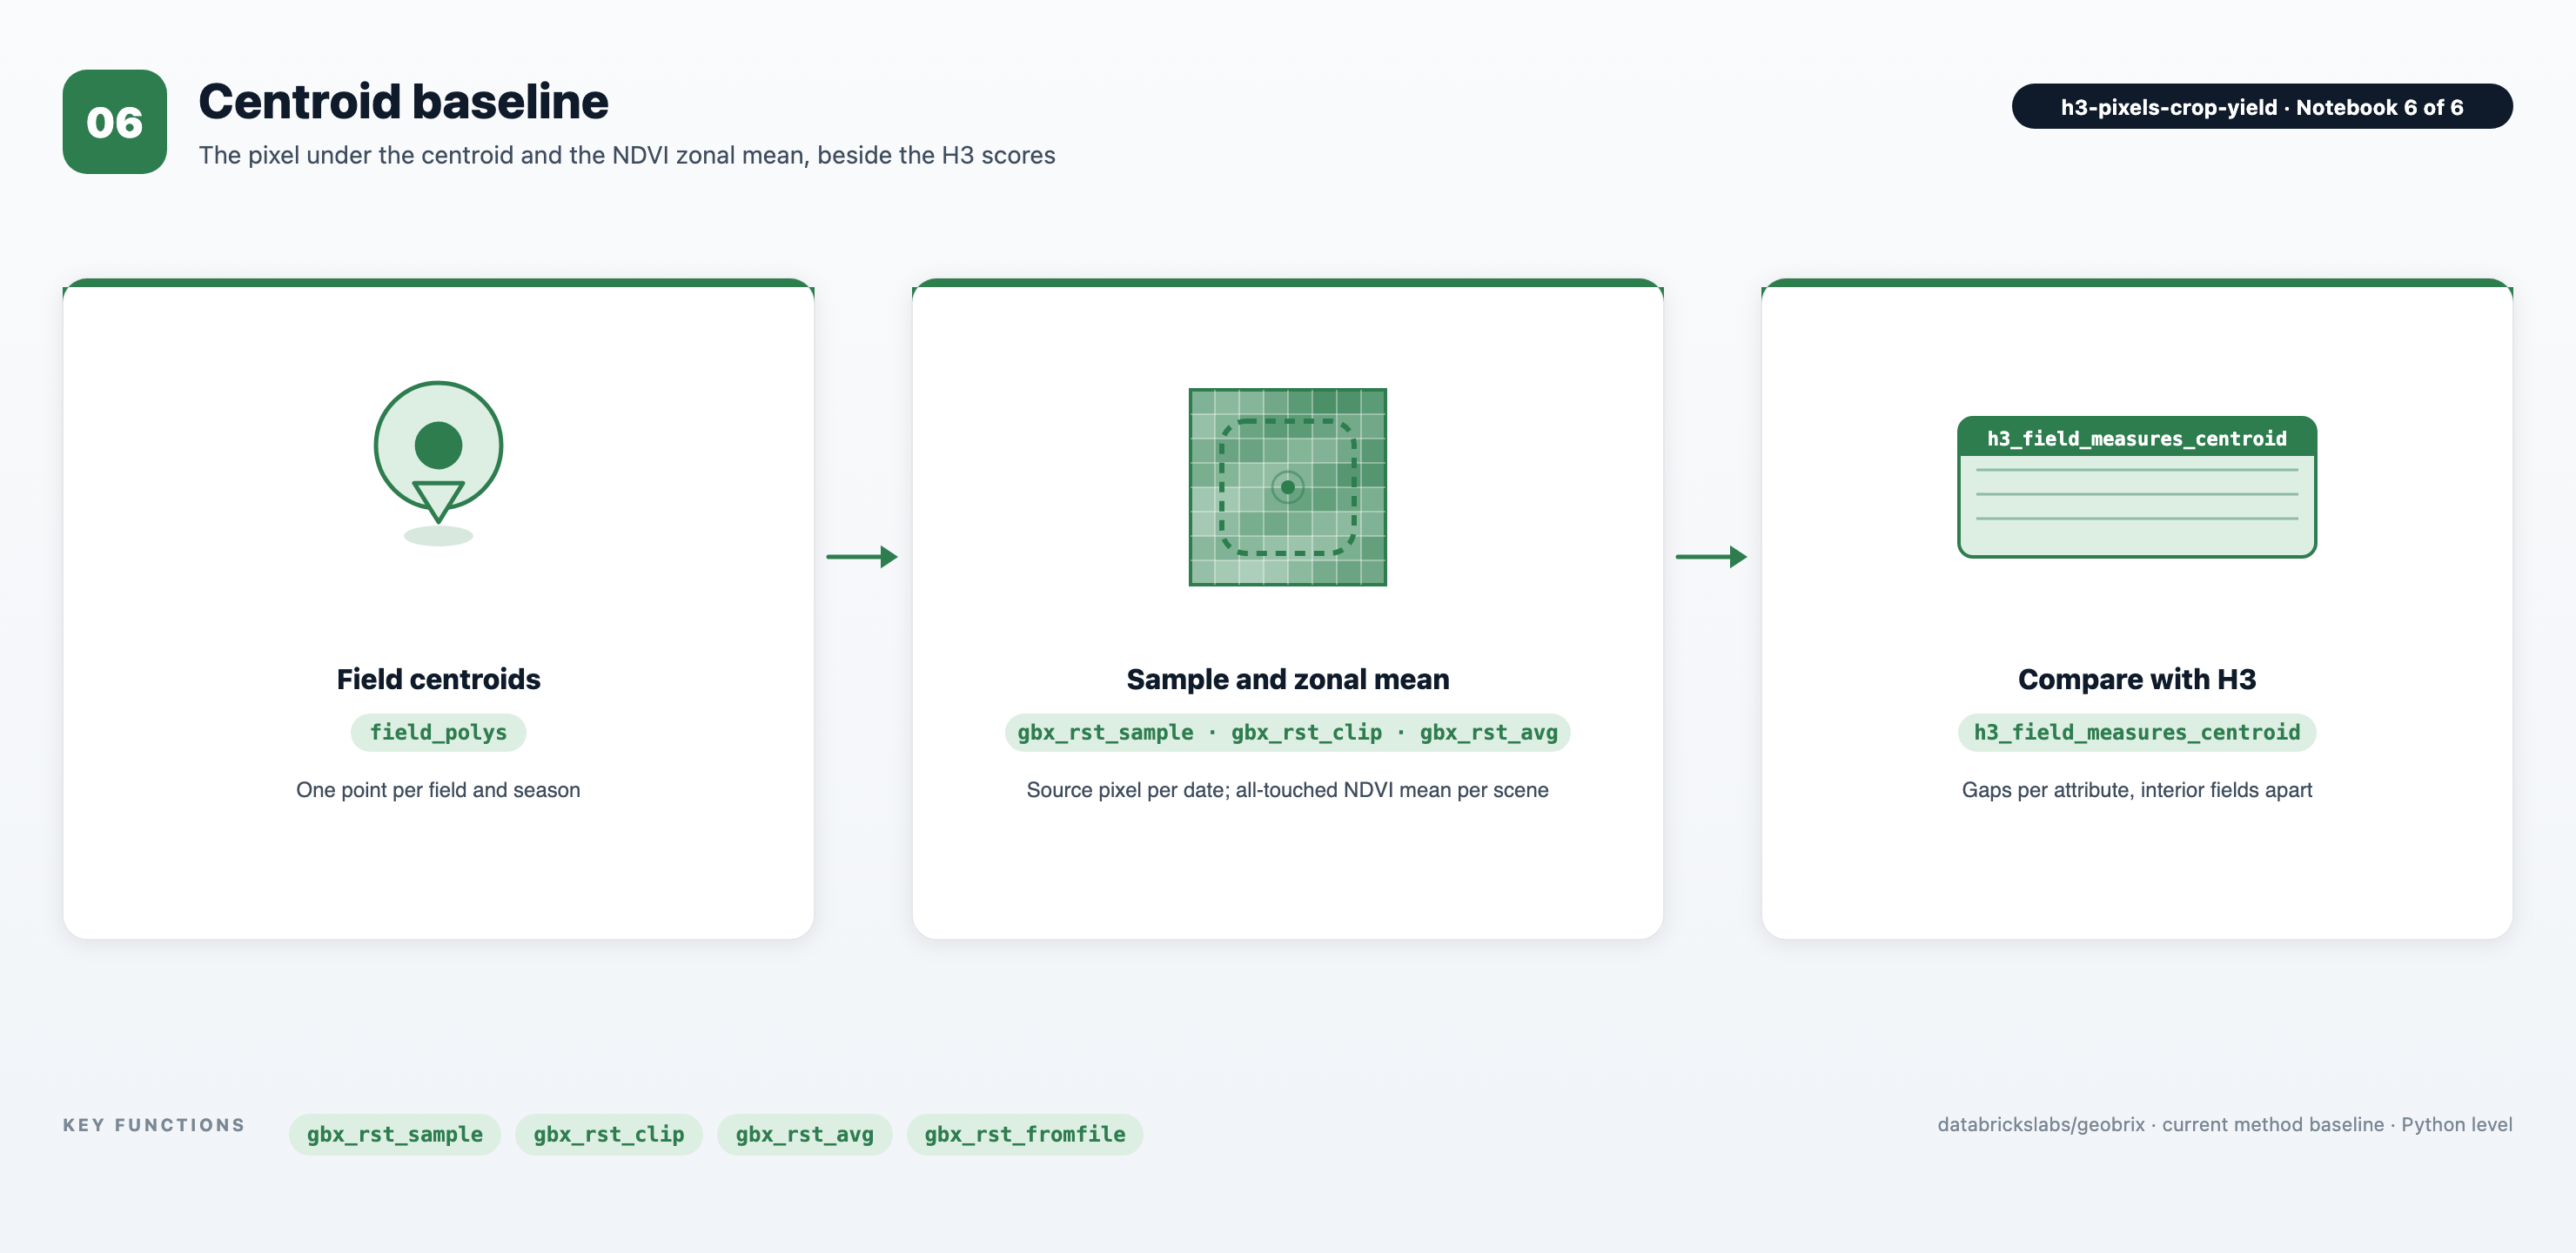 06
Centroid baseline
The pixel under the centroid and the NDVI zonal mean, beside the H3 scores
h3-pixels-crop-yield · Notebook 6 of 6
Field centroids
field_polys
One point per field and season
Sample and zonal mean
gbx_rst_sample · gbx_rst_clip · gbx_rst_avg
Source pixel per date; all-touched NDVI mean per scene
h3_field_measures_centroid
Compare with H3
h3_field_measures_centroid
Gaps per attribute, interior fields apart
KEY FUNCTIONS
gbx_rst_sample
gbx_rst_clip
gbx_rst_avg
gbx_rst_fromfile
databrickslabs/geobrix · current method baseline · Python level